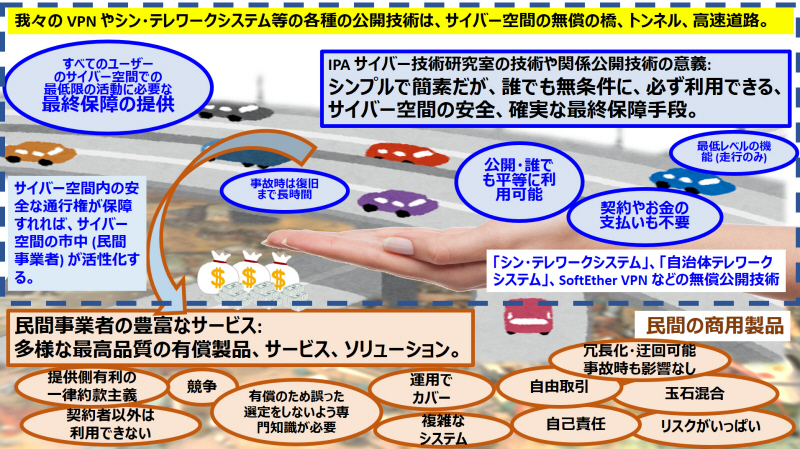 我々の VPN やシン・テレワークシステム等の各種の公開技術は、サイバー空間の無償の橋、トンネル、高速道路。
すべてのユーザー
のサイバー空間での
最低限の活動に必要な
最終保障の提供
IPA サイバー技術研究室の技術や関係公開技術の意義:
シンプルで簡素だが、誰でも無条件に、必ず利用できる、
サイバー空間の安全、確実な最終保障手段。
最低レベルの機
能 (走行のみ)
公開・誰で
も平等に利
用可能
事故時は復旧
まで長時間
契約やお金の
支払いも不要
サイバー空間内の安
全な通行権が保障
すれれば、サイバー
空間の市中 (民間
事業者) が活性化す
る。
「シン・テレワークシステム」、「自治体テレワーク
システム」、SoftEther VPN などの無償公開技術
民間事業者の豊富なサービス:
多様な最高品質の有償製品、サービス、ソリューション。
民間の商用製品
冗長化・迂回可能
事故時も影響なし
提供側有利の
一律約款主義
競争
有償のため誤った
選定をしないよう専
門知識が必要
運用で
カバー
自由取引
玉石混合
契約者以外は
利用できない
複雑な
システム
自己責任
リスクがいっぱい